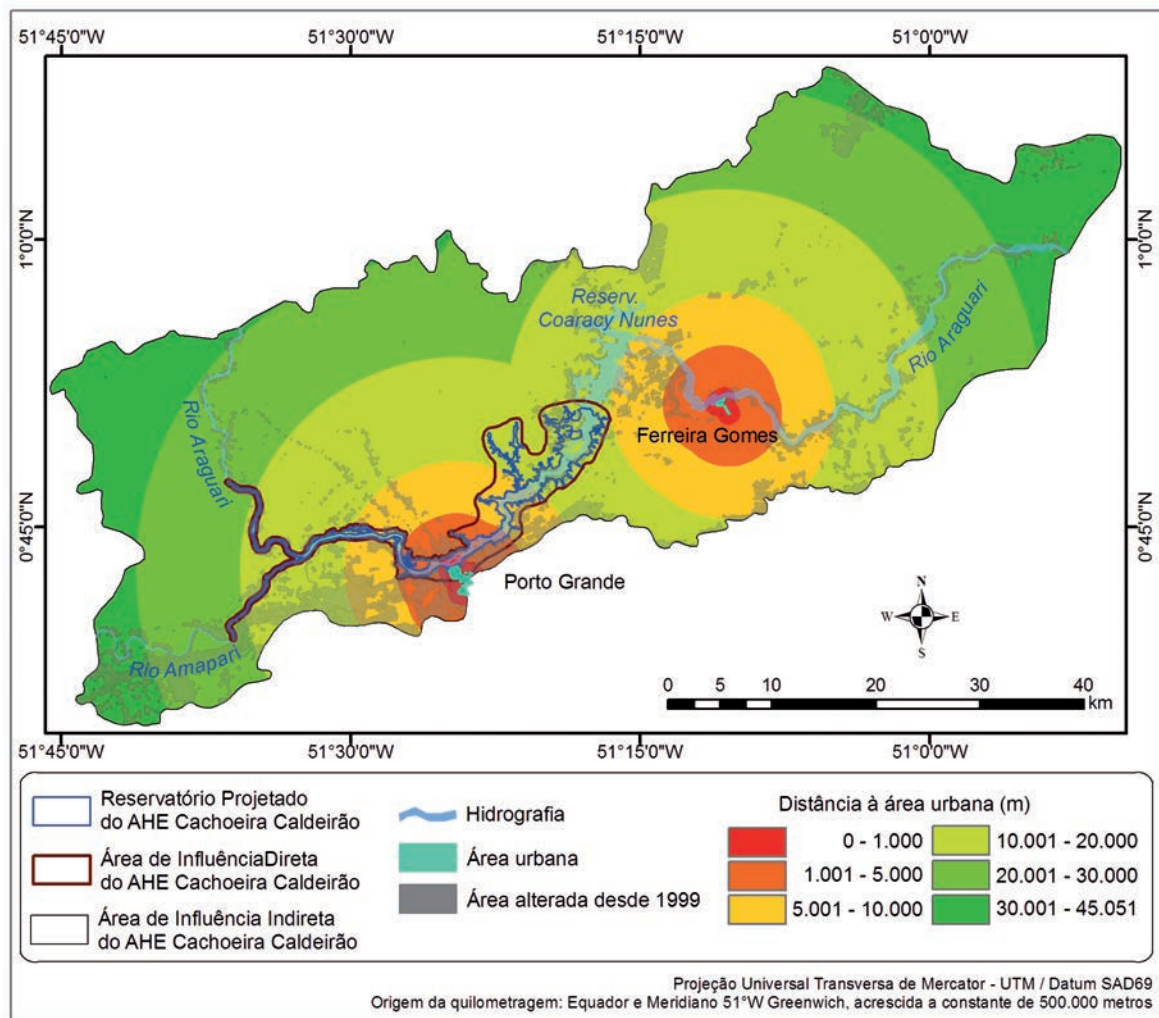 51°45'0"W 51°30'0"W 51°15'0"W 51°0'0"W
1°0'0"N 1°0'0"N
Reserv.
Coaracy Nunes
Rio Araguari
Rio Araguari
Ferreira Gomes
0°45'0"N 0°45'0"N
Porto Grande
Rio Amapari
N
W E
S
0 5 10 20 30 40
km
51°45'0"W 51°30'0"W 51°15'0"W 51°0'0"W
Reservatório Projetado
do AHE Cachoeira Caldeirão
Área de InfluênciaDireta
do AHE Cachoeira Caldeirão
Área de Influência Indireta
do AHE Cachoeira Caldeirão
Hidrografia
Área urbana
Área alterada desde 1999
Distância à área urbana (m)
0 - 1.000 10.001 - 20.000
1.001 - 5.000 20.001 - 30.000
5.001 - 10.000 30.001 - 45.051
Projeção Universal Transversa de Mercator - UTM / Datum SAD69
Origem da quilometragem: Equador e Meridiano 51°W Greenwich, acrescida a constante de 500.000 metros